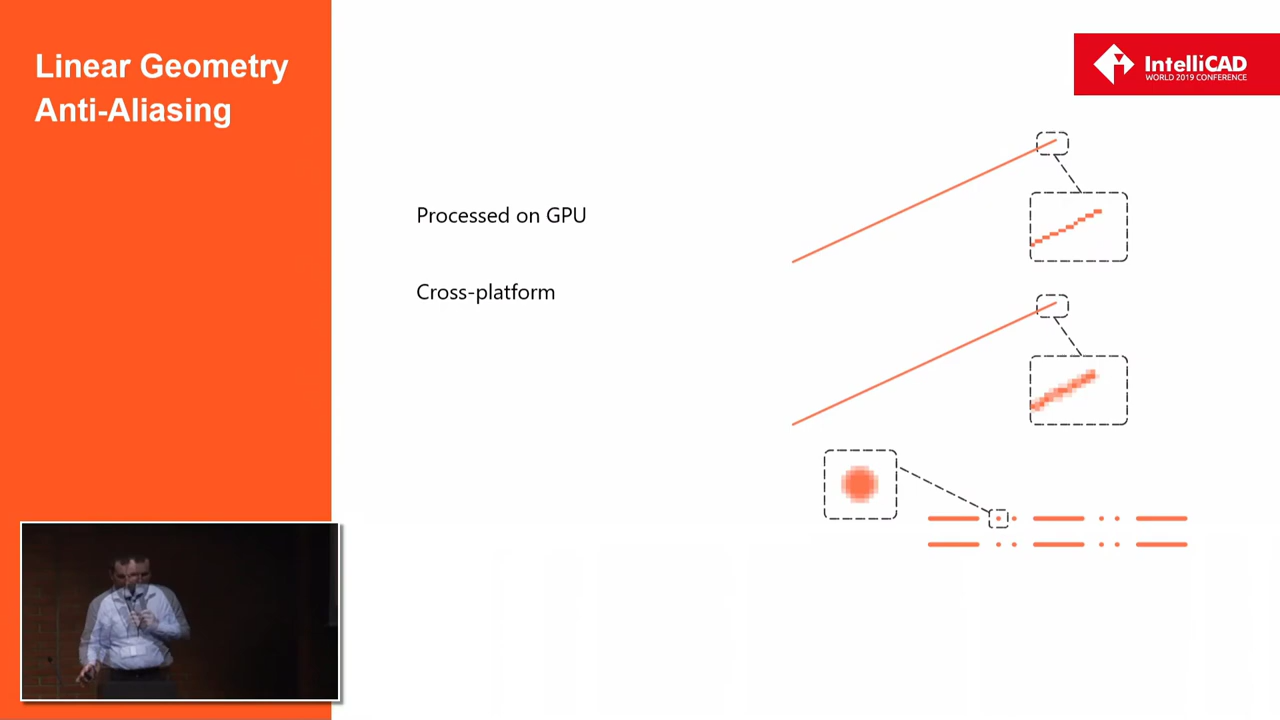 Linear Geometry
Anti-Aliasing
IntelliCAD
WORLD 2019 CONFERENCE
Processed on GPU
Cross-platform